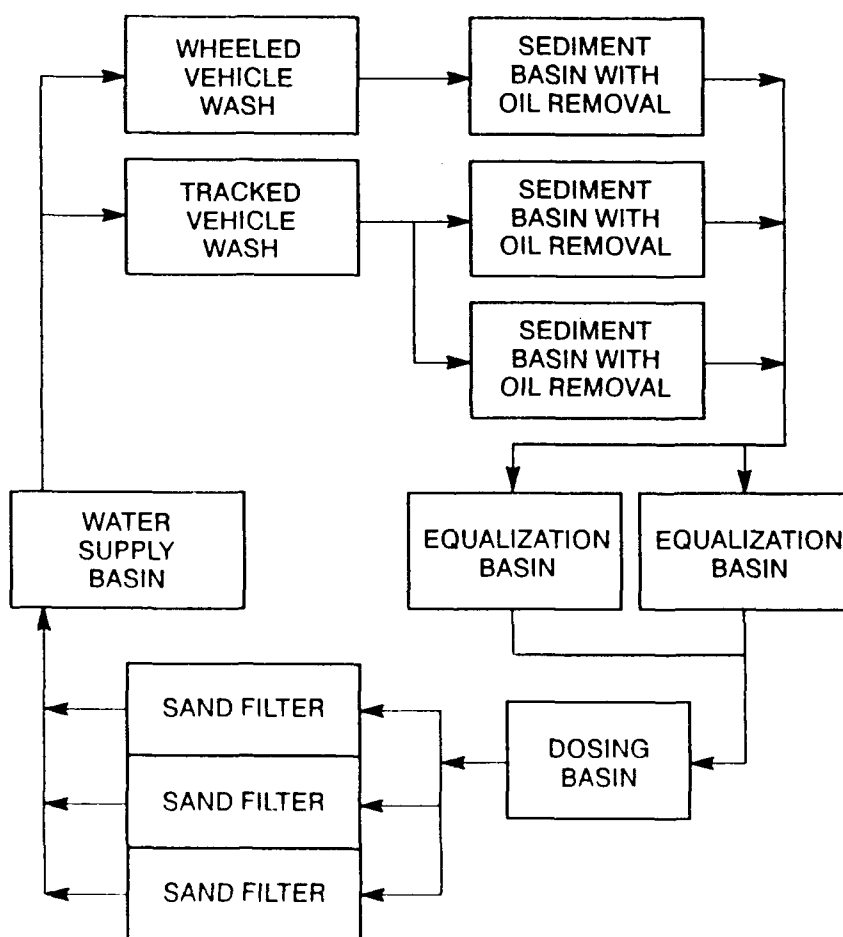 WHEELED
VEHICLE
WASH
SEDIMENT
BASIN WITH
OIL REMOVAL
TRACKED
VEHICLE
WASH
SEDIMENT
BASIN WITH
OIL REMOVAL
SEDIMENT
BASIN WITH
OIL REMOVAL
WATER
SUPPLY
BASIN
EQUALIZATION
BASIN
EQUALIZATION
BASIN
SAND FILTER
SAND FILTER
SAND FILTER
DOSING
BASIN